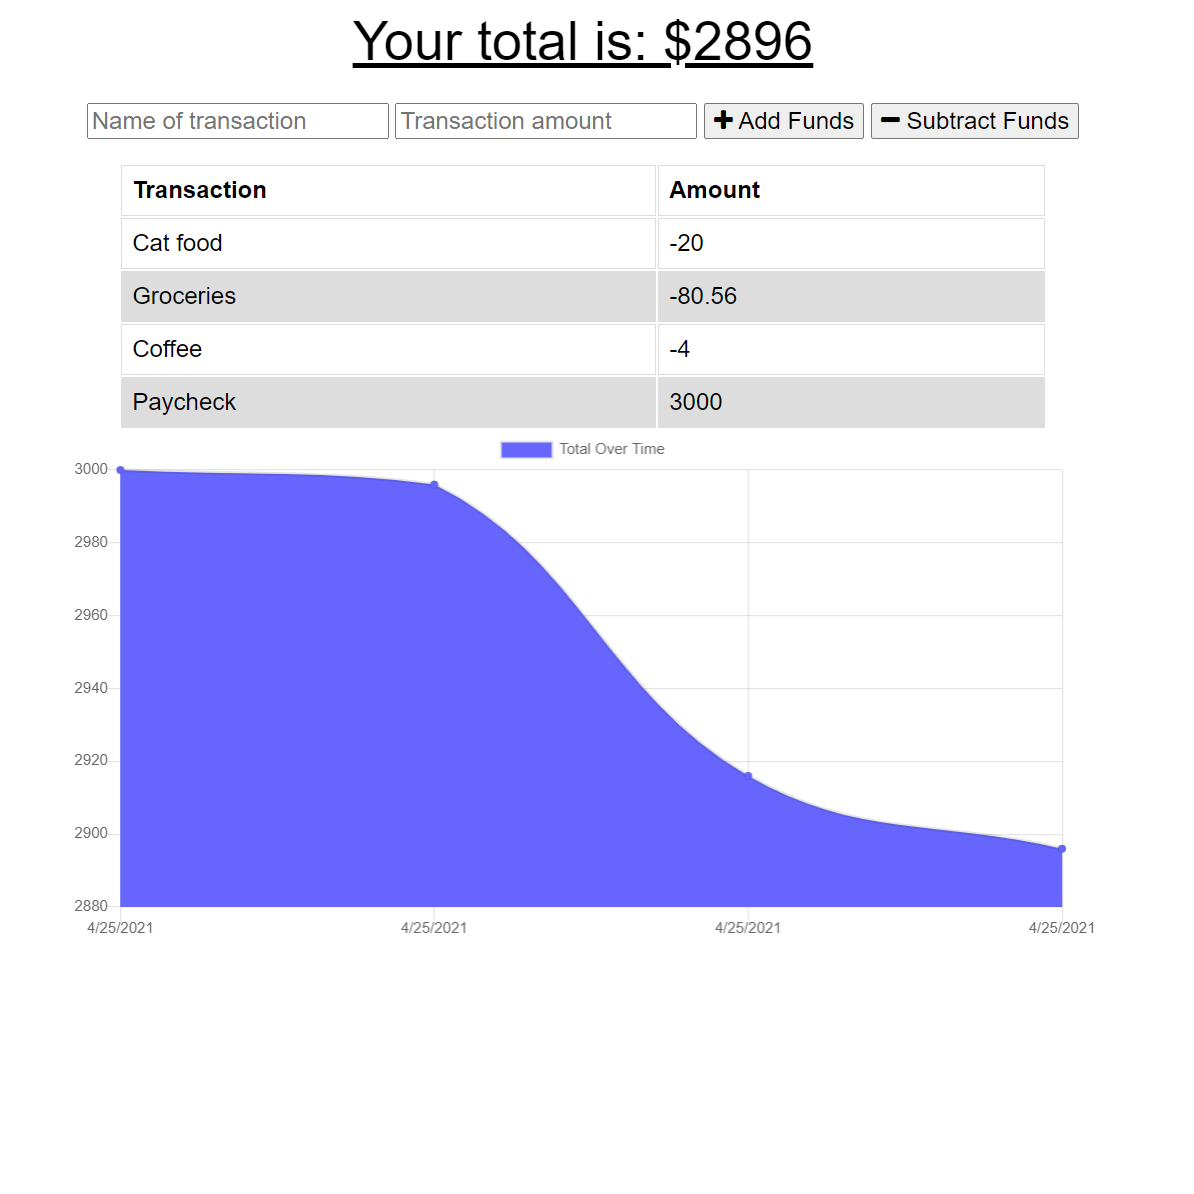 Your total is: $2896
Name of transaction Transaction amount Add Funds Subtract Funds
Transaction Amount
Cat food -20
Groceries -80.56
Coffee -4
Paycheck 3000
Total Over Time
3000
2980
2960
2940
2920
2900
2880
4/25/2021 4/25/2021 4/25/2021 4/25/2021